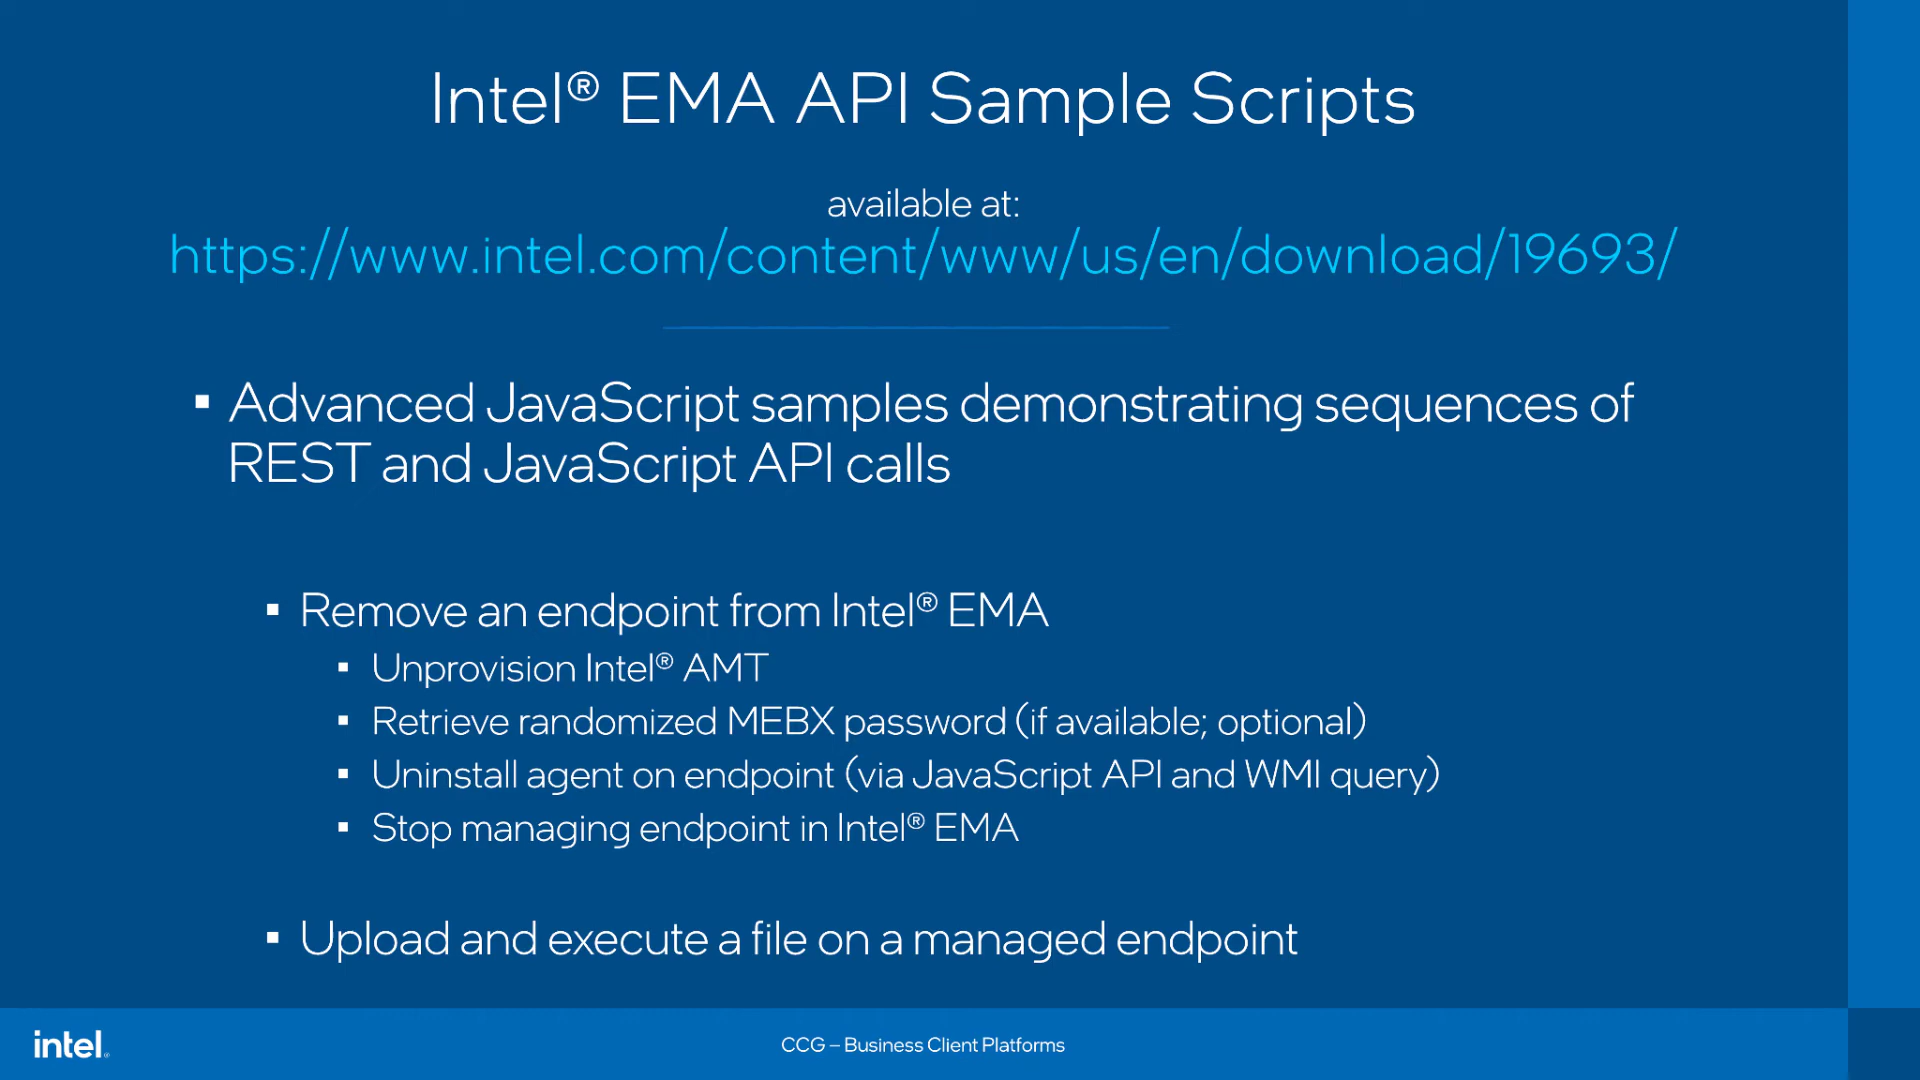 Intel® EMA API Sample Scripts
available at:
https://www.intel.com/content/www/us/en/download/19693/
▪ Advanced JavaScript samples demonstrating sequences of
REST and JavaScript API calls
▪ Remove an endpoint from Intel® EMA
▪ Unprovision Intel® AMT
▪ Retrieve randomized MEBX password (if available; optional)
▪ Uninstall agent on endpoint (via JavaScript API and WMI query)
▪ Stop managing endpoint in Intel® EMA
▪ Upload and execute a file on a managed endpoint
intel.
CCG – Business Client Platforms